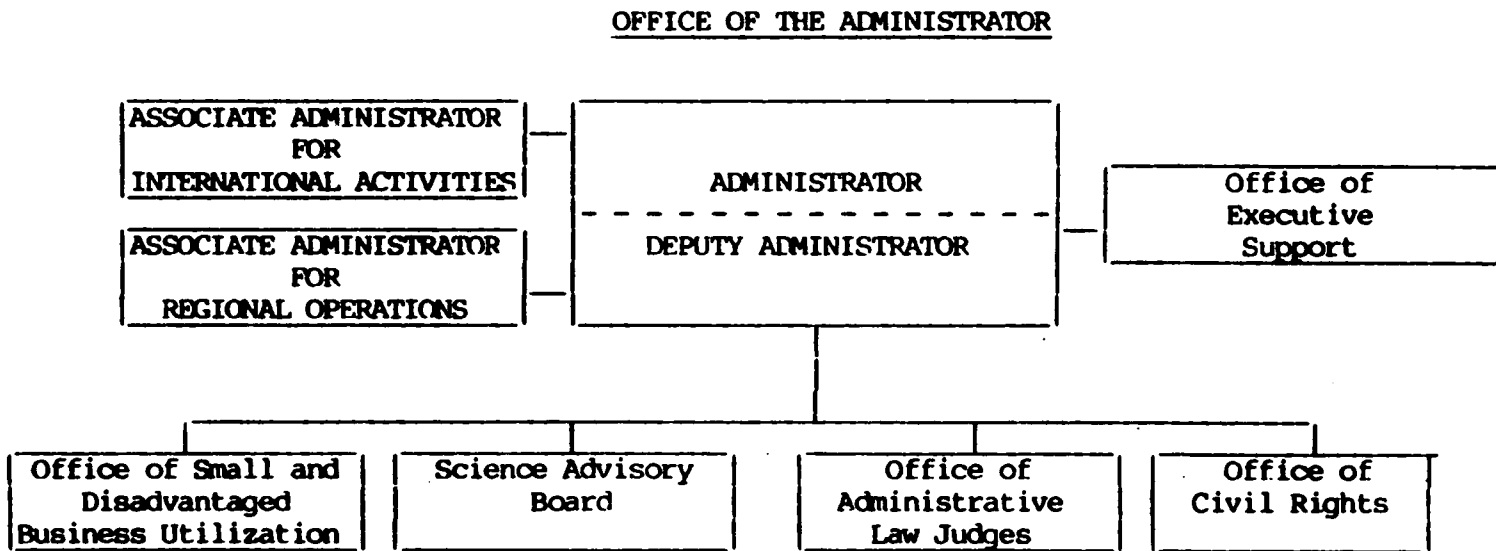 OFFICE OF THE ADMINISTRATOR
ASSOCIATE ADMINISTRATOR
FOR
INTERNATIONAL ACTIVITIES
ASSOCIATE ADMINISTRATOR
FOR
REGIONAL OPERATIONS
ADMINISTRATOR
DEPUTY ADMINISTRATOR
Office of
Executive
Support
Office of Small and
Disadvantaged
Business Utilization
Science Advisory
Board
Office of
Administrative
Law Judges
Office of
Civil Rights